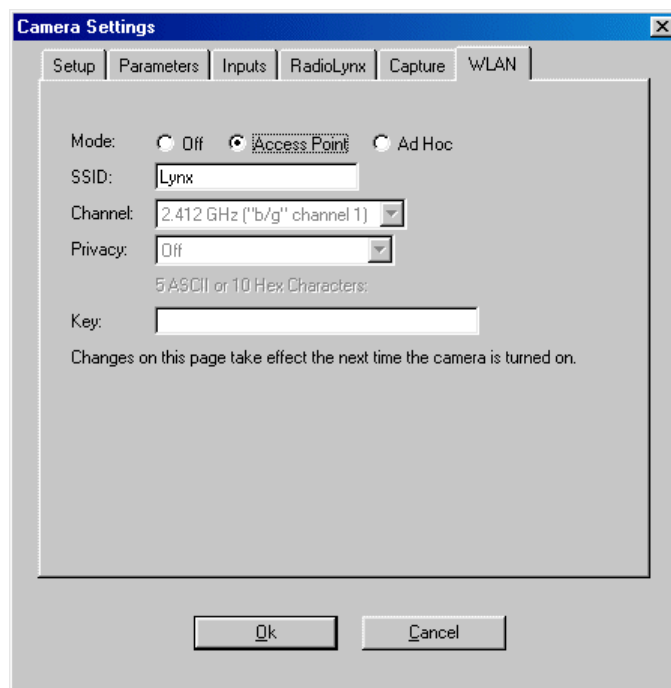 Camera Settings
Setup Parameters Inputs RadioLynx Capture WLAN
Mode: Off Access Point Ad Hoc
SSID: Lynx
Channel: 2.412 GHz ("b/g" channel 1)
Privacy: Off
5 ASCII or 10 Hex Characters:
Key:
Changes on this page take effect the next time the camera is turned on.
Ok Cancel